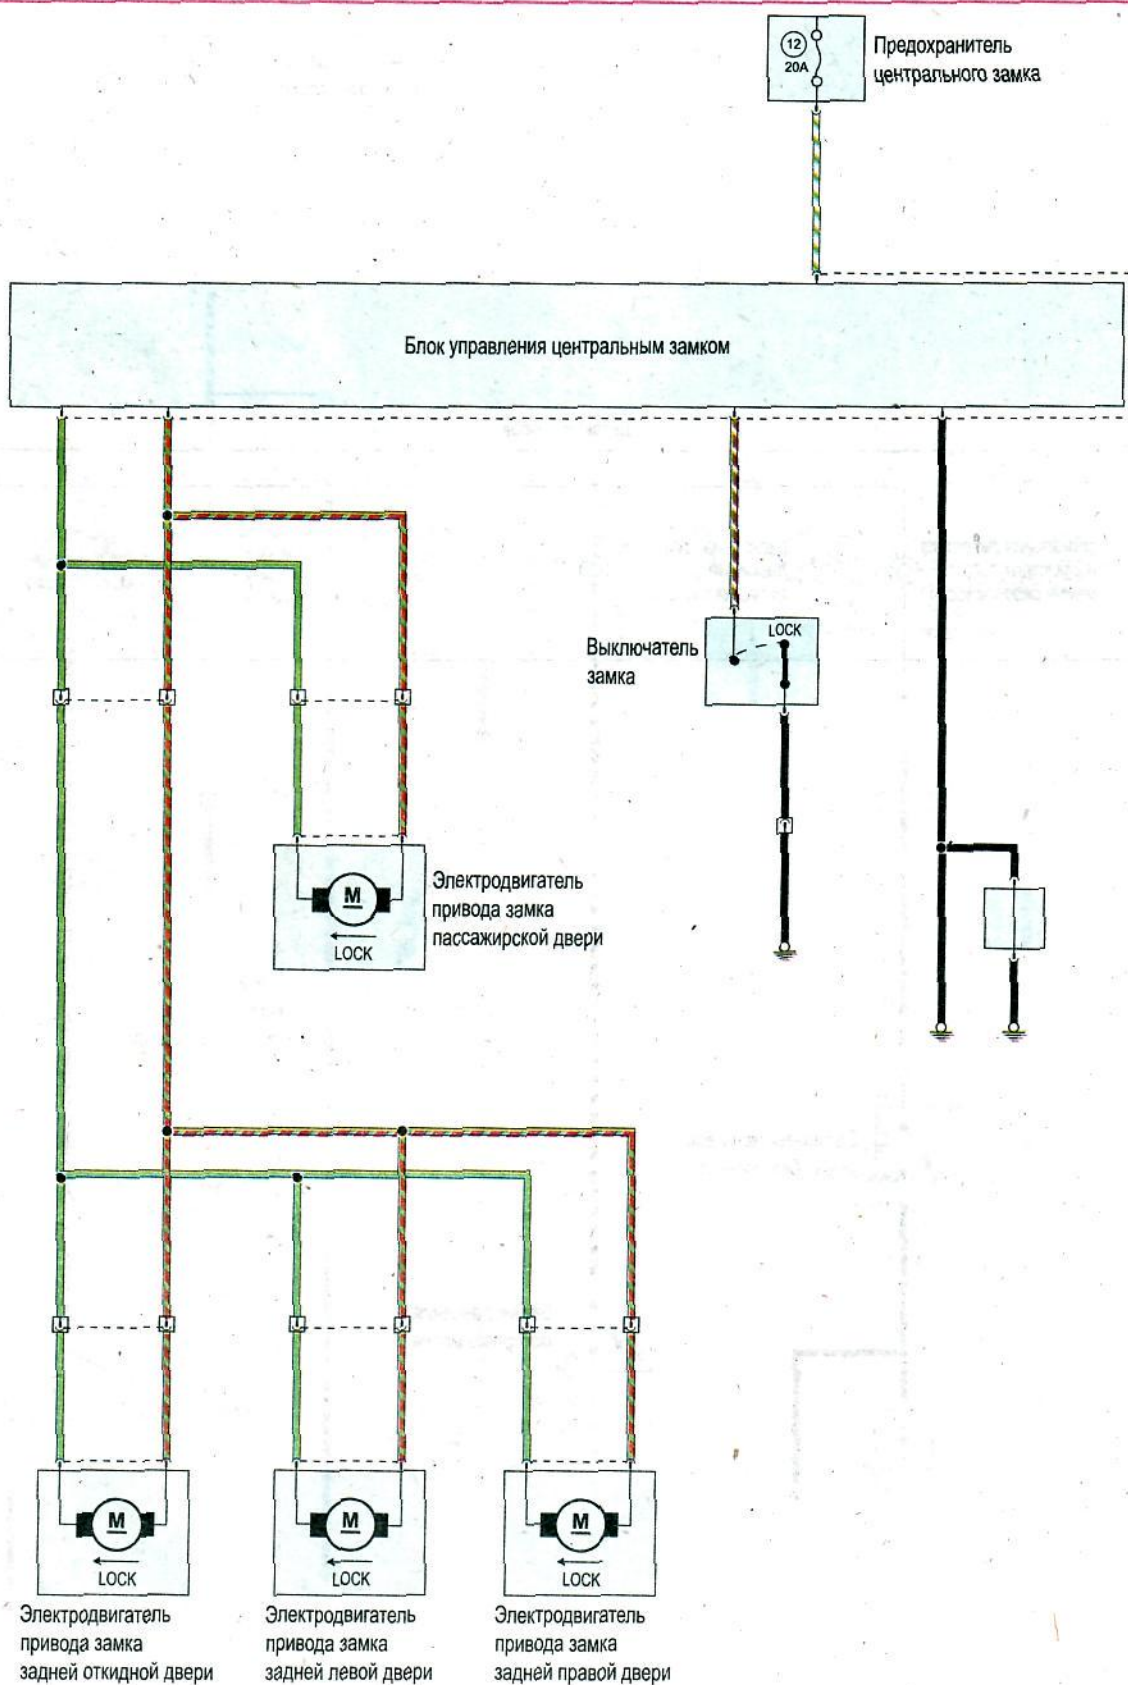 12
20A
Предохранитель
центрального замка
Блок управления центральным замком
LOCK
Выключатель
замка
M
LOCK
Электродвигатель
привода замка
пассажирской двери
M
LOCK
M
LOCK
M
LOCK
Электродвигатель
привода замка
задней откидной двери
Электродвигатель
привода замка
задней левой двери
Электродвигатель
привода замка
задней правой двери